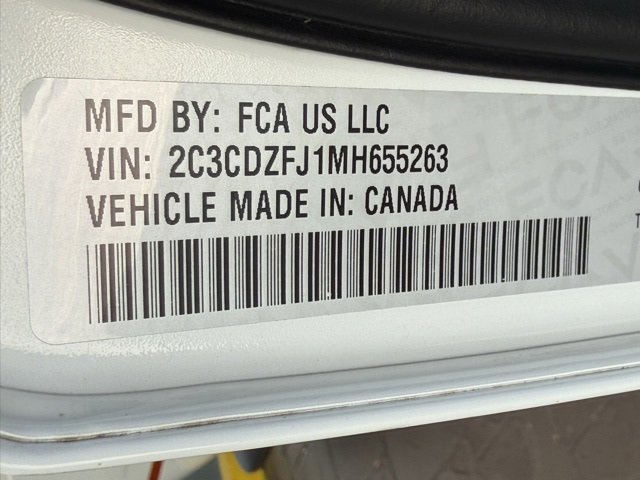 MFD BY: FCA US LLC
VIN: 2C3CDZFJ1MH655263
VEHICLE MADE IN: CANADA